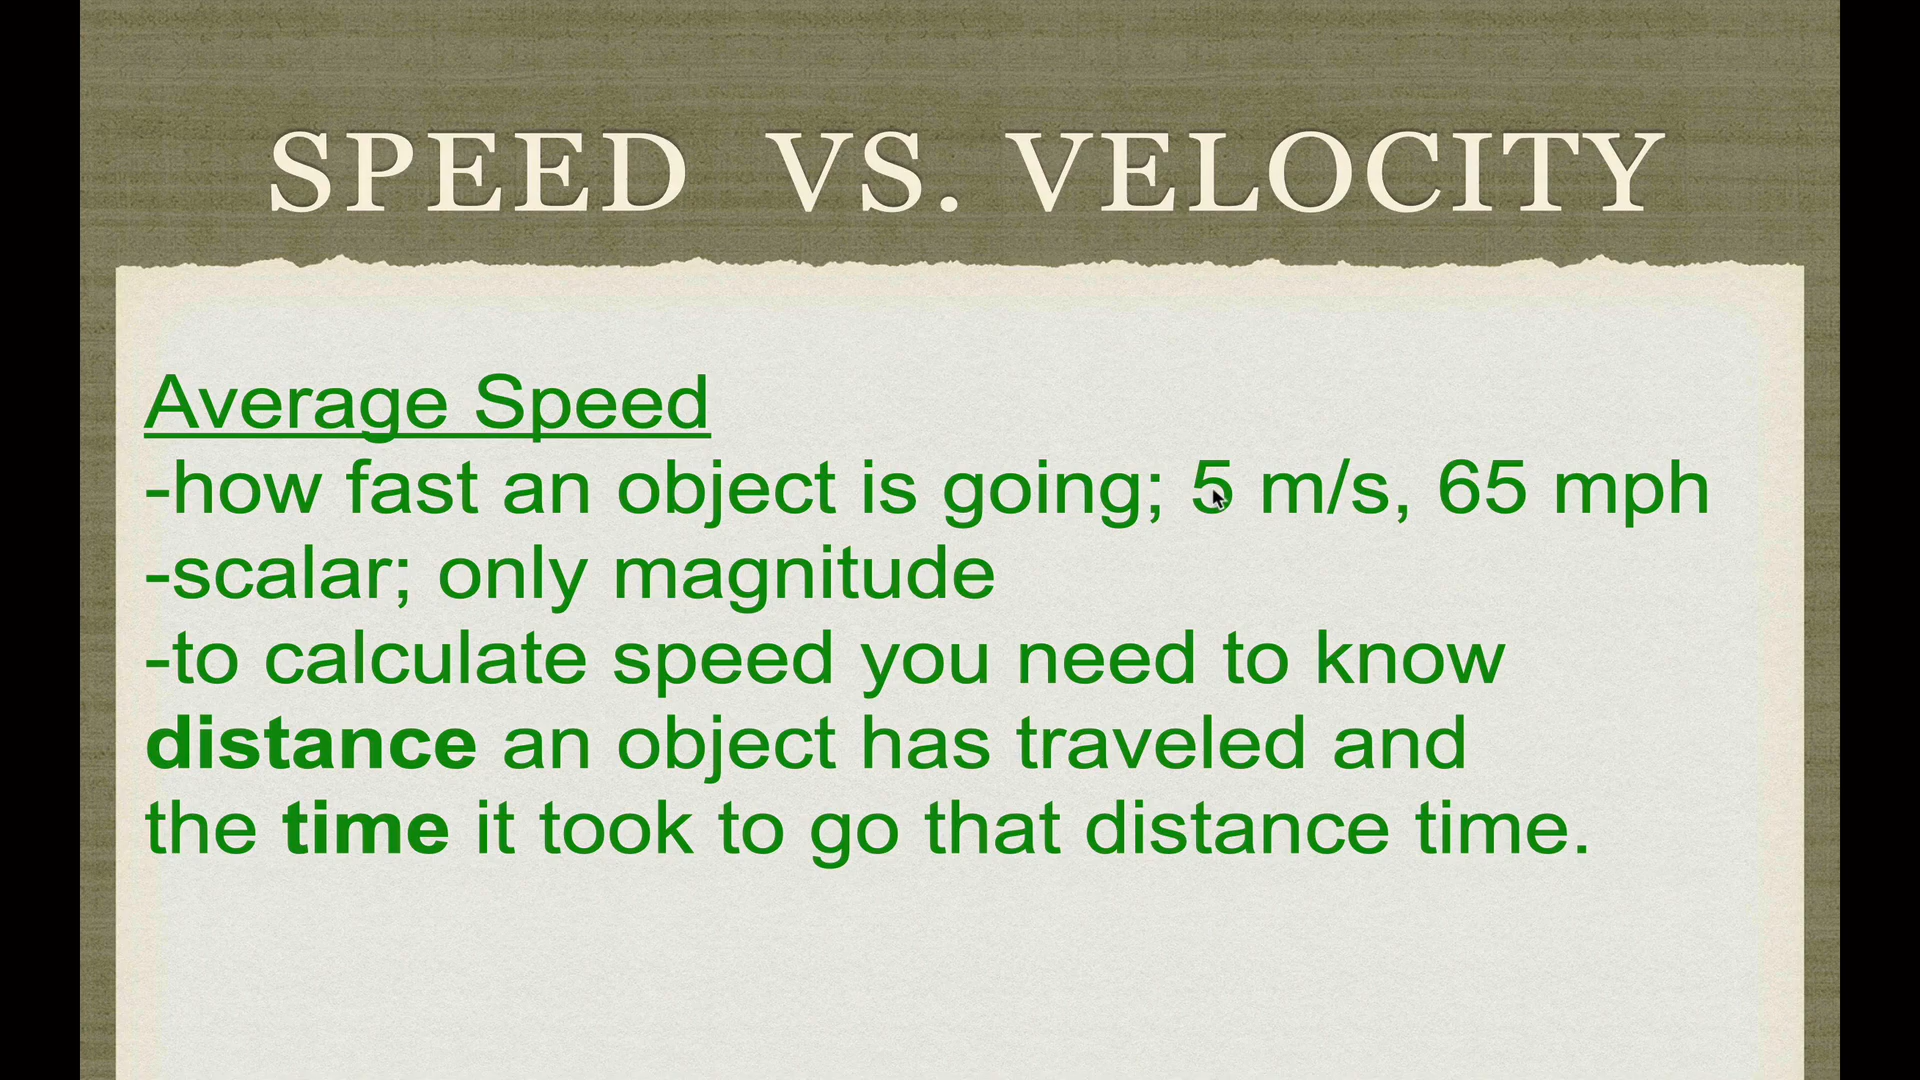 SPEED VS. VELOCITY
Average Speed
-how fast an object is going; 5 m/s, 65 mph
-scalar; only magnitude
-to calculate speed you need to know
distance an object has traveled and
the time it took to go that distance time.